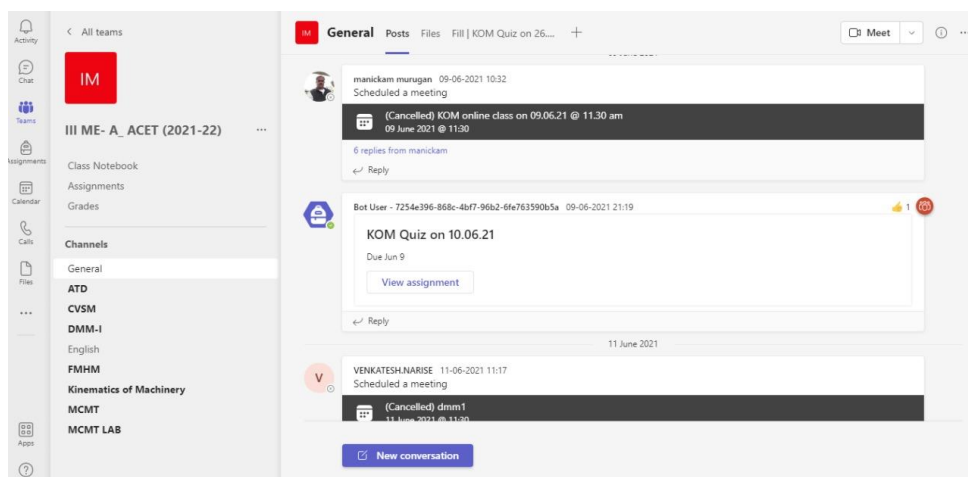 Activity
Chat
Teams
Assignments
Calendar
Calls
Files
...
Apps
All teams
IM
III ME- A_ ACET (2021-22)
...
Class Notebook
Assignments
Grades
Channels
General
ATD
CVSM
DMM-I
English
FMHM
Kinematics of Machinery
MCMT
MCMT LAB
IM General Posts Files Fill | KOM Quiz on 26.... +
Meet
manickam murugan 09-06-2021 10:32
Scheduled a meeting
(Cancelled) KOM online class on 09.06.21 @ 11.30 am
09 June 2021 @ 11:30
6 replies from manickam
Reply
Bot User - 7254e396-868c-4bf7-96b2-6fe763590b5a 09-06-2021 21:19
1
KOM Quiz on 10.06.21
Due Jun 9
View assignment
Reply
11 June 2021
V
VENKATESH.NARISE 11-06-2021 11:17
Scheduled a meeting
(Cancelled) dmm1
11 June 2021 @ 11:30
New conversation